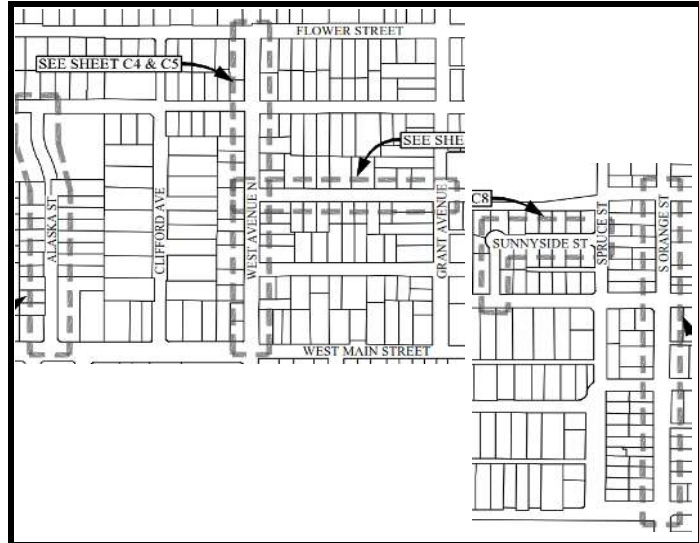 FLOWER STREET
SEE SHEET C4 & C5
SEE SHE
ALASKA ST
CLIFFORD AVE
WEST AVENUE N
GRANT AVENUE
WEST MAIN STREET
C8
SUNNYSIDE ST
SPRUCE ST
S ORANGE ST